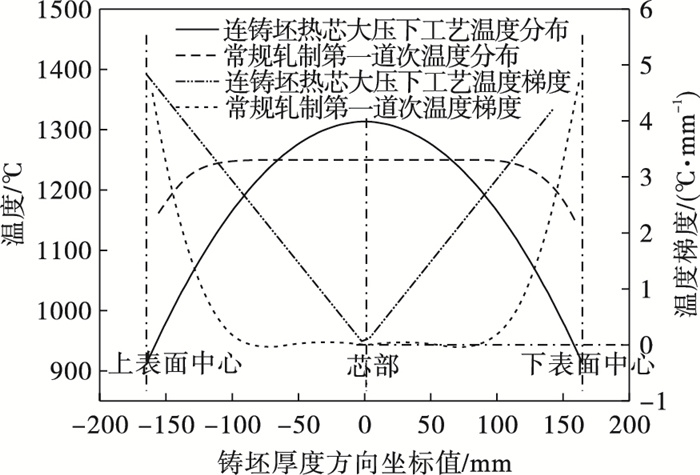 1500
1400
1300
1200
1100
1000
900
温度/℃
连铸坯热芯大压下工艺温度分布
常规轧制第一道次温度分布
连铸坯热芯大压下工艺温度梯度
常规轧制第一道次温度梯度
6
5
4
3
2
1
0
-1
温度梯度/(℃·mm⁻¹)
上表面中心
芯部
下表面中心
-200 -150 -100 -50 0 50 100 150 200
铸坯厚度方向坐标值/mm